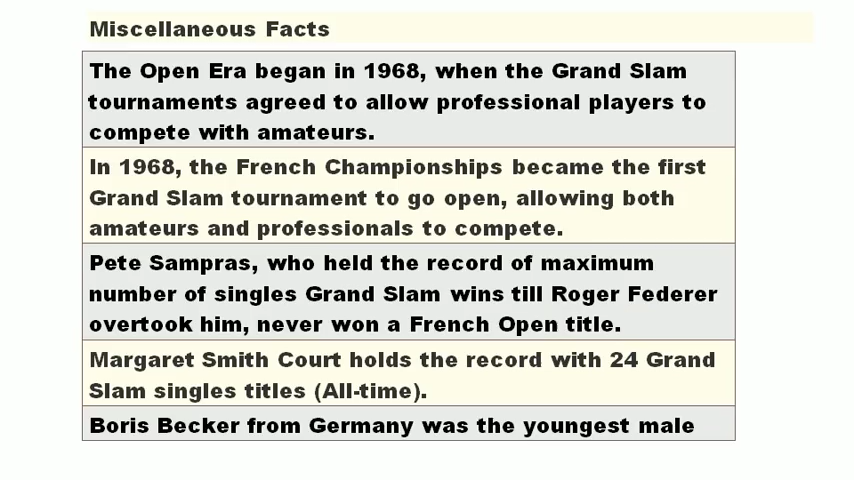 Miscellaneous Facts
The Open Era began in 1968, when the Grand Slam
tournaments agreed to allow professional players to
compete with amateurs.
In 1968, the French Championships became the first
Grand Slam tournament to go open, allowing both
amateurs and professionals to compete.
Pete Sampras, who held the record of maximum
number of singles Grand Slam wins till Roger Federer
overtook him, never won a French Open title.
Margaret Smith Court holds the record with 24 Grand
Slam singles titles (All-time).
Boris Becker from Germany was the youngest male